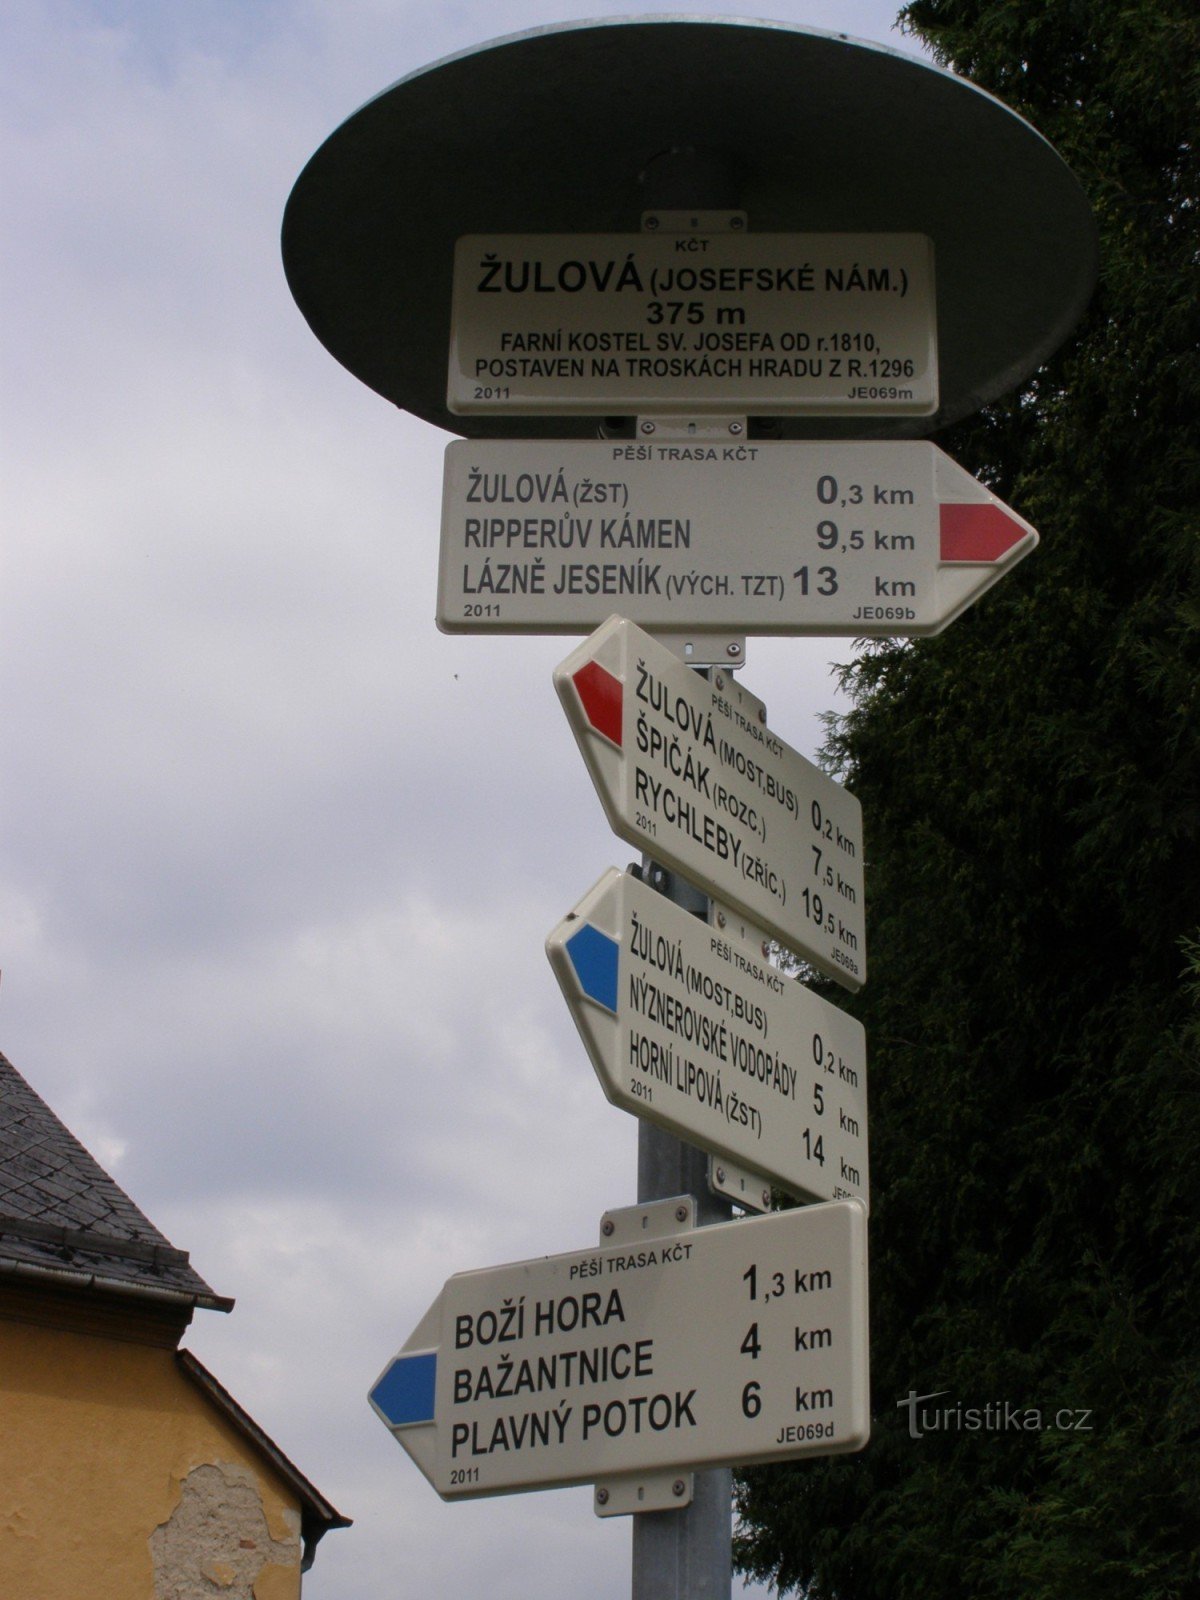 KČT
ŽULOVÁ (JOSEFSKÉ NÁM.)
375 m
FARNÍ KOSTEL SV. JOSEFA OD r.1810,
POSTAVEN NA TROSKÁCH HRADU Z R.1296
2011 JE069m
PĚŠÍ TRASA KČT
ŽULOVÁ (ŽST) 0,3 km
RIPPERŮV KÁMEN 9,5 km
LÁZNĚ JESENÍK (VÝCH. TZT) 13 km
2011 JE069b
PĚŠÍ TRASA KČT
ŽULOVÁ (MOST,BUS) 0,2 km
ŠPIČÁK (ROZC.) 7,5 km
RYCHLEBY (ZŘÍC.) 19,5 km
2011 JE069a
PĚŠÍ TRASA KČT
ŽULOVÁ (MOST,BUS) 0,2 km
NÝZNEROVSKÉ VODOPÁDY 5 km
HORNÍ LIPOVÁ (ŽST) 14 km
2011
PĚŠÍ TRASA KČT
BOŽÍ HORA 1,3 km
BAŽANTNICE 4 km
PLAVNÝ POTOK 6 km
2011 JE069d
Turistika.cz